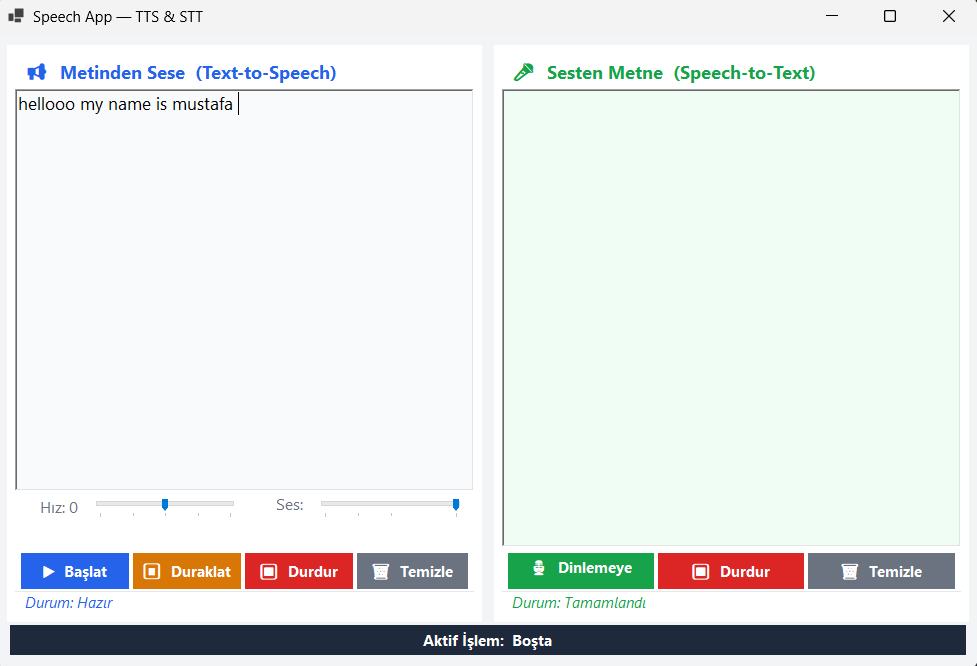 Speech App — TTS & STT
Metinden Sese (Text-to-Speech)
hellooo my name is mustafa
Hız: 0
Ses:
Başlat
Duraklat
Durdur
Temizle
Durum: Hazır
Sesten Metne (Speech-to-Text)
Dinlemeye
Durdur
Temizle
Durum: Tamamlandı
Aktif İşlem: Boşta